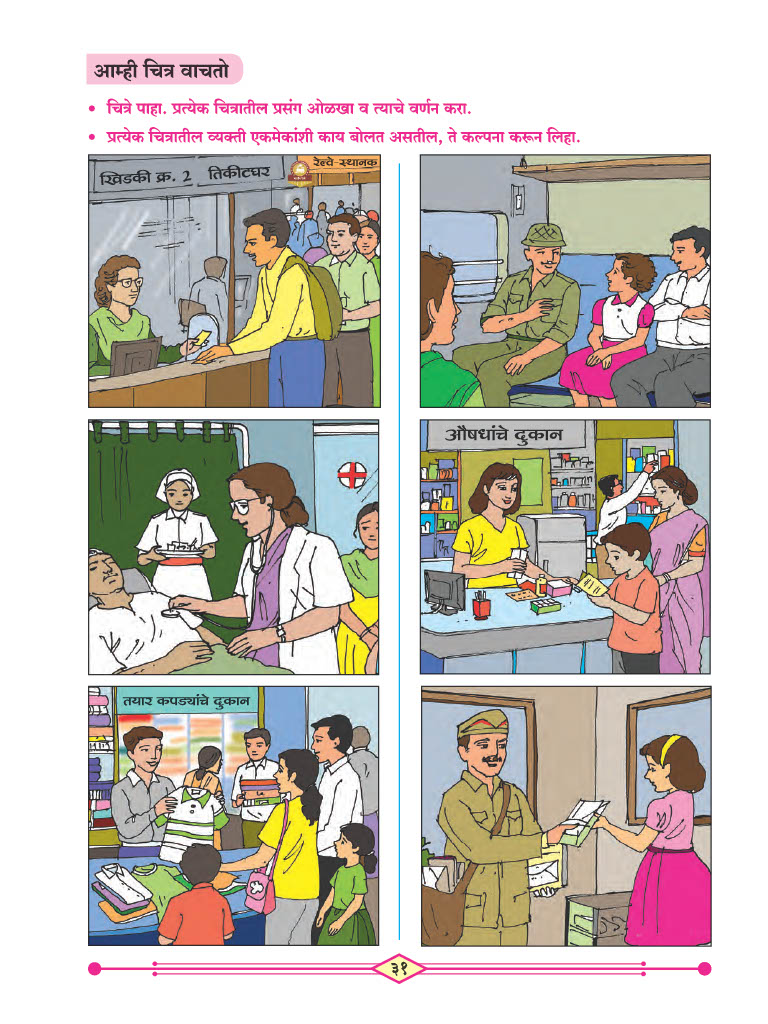 आम्ही चित्र वाचतो
• चित्रे पाहा. प्रत्येक चित्रातील प्रसंग ओळखा व त्याचे वर्णन करा.
• प्रत्येक चित्रातील व्यक्ती एकमेकांशी काय बोलत असतील, ते कल्पना करून लिहा.
खिडकी क्र. 2 तिकीटघर
रेल्वे-स्थानक
औषधांचे दुकान
तयार कपड्यांचे दुकान
३१